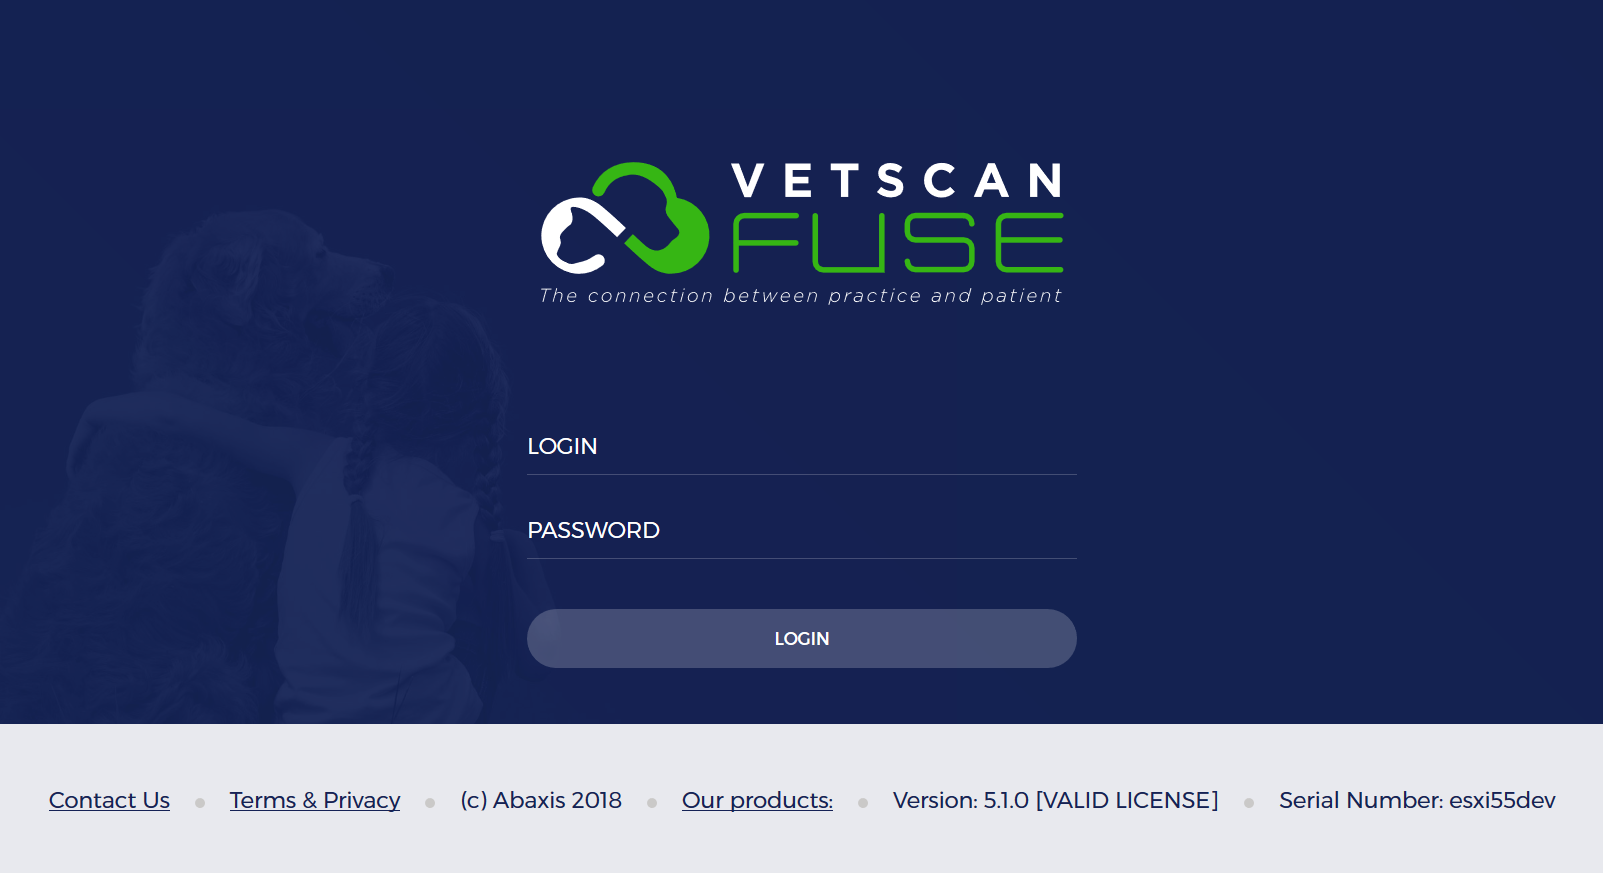 VETSCAN
FUSE
The connection between practice and patient
LOGIN
PASSWORD
LOGIN
Contact Us • Terms & Privacy • (c) Abaxis 2018 • Our products: • Version: 5.1.0 [VALID LICENSE] • Serial Number: esxi55dev